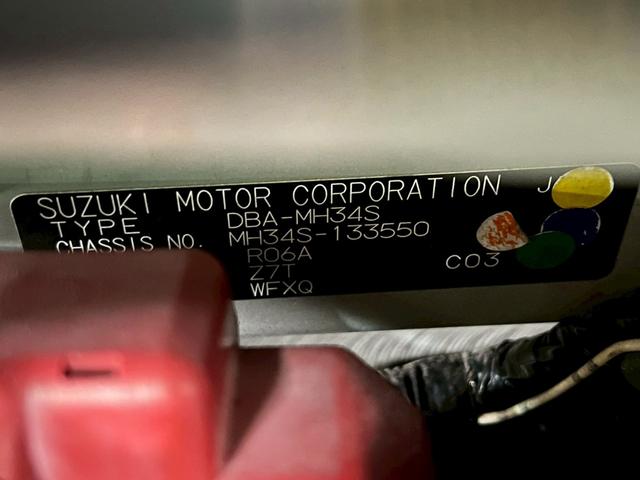 SUZUKI MOTOR CORPORATION
TYPE DBA-MH34S
CHASSIS NO. MH34S-133550
R06A
Z7T C03
WFXQ